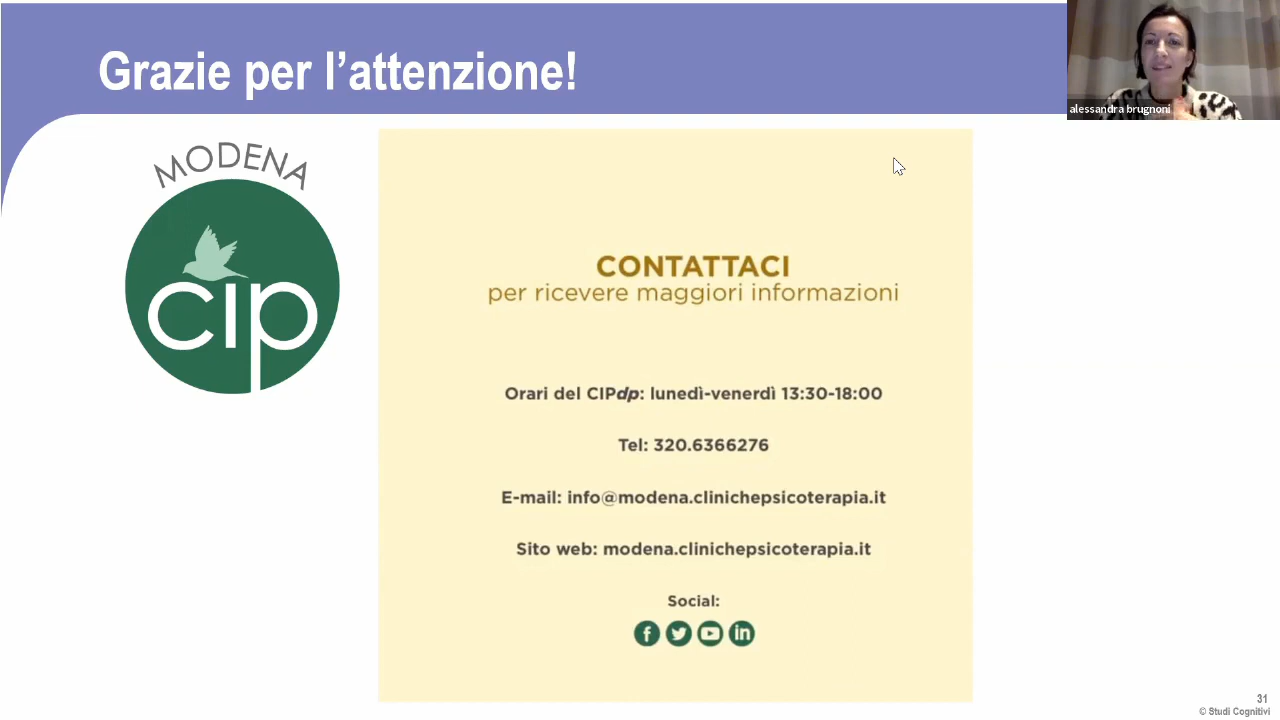 Grazie per l’attenzione!
alessandra brugnoni
MODENA
cip
CONTATTACI
per ricevere maggiori informazioni
Orari del CIPdp: lunedì-venerdì 13:30-18:00
Tel: 320.6366276
E-mail: info@modena.clinichepsicoterapia.it
Sito web: modena.clinichepsicoterapia.it
Social:
f in
31
© Studi Cognitivi